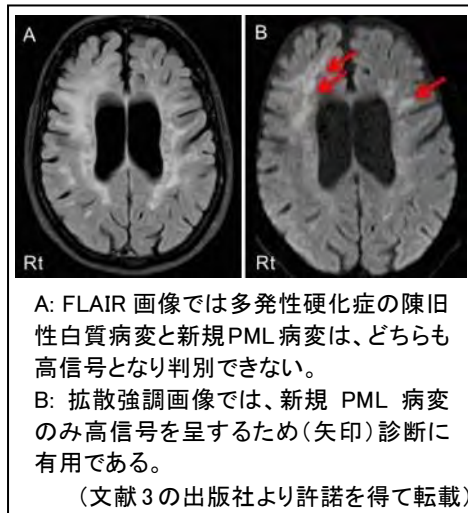 A
B
Rt
Rt
A: FLAIR 画像では多発性硬化症の陳旧
性白質病変と新規PML病変は、どちらも
高信号となり判別できない。
B: 拡散強調画像では、新規 PML 病変
のみ高信号を呈するため(矢印)診断に
有用である。
(文献3の出版社より許諾を得て転載)